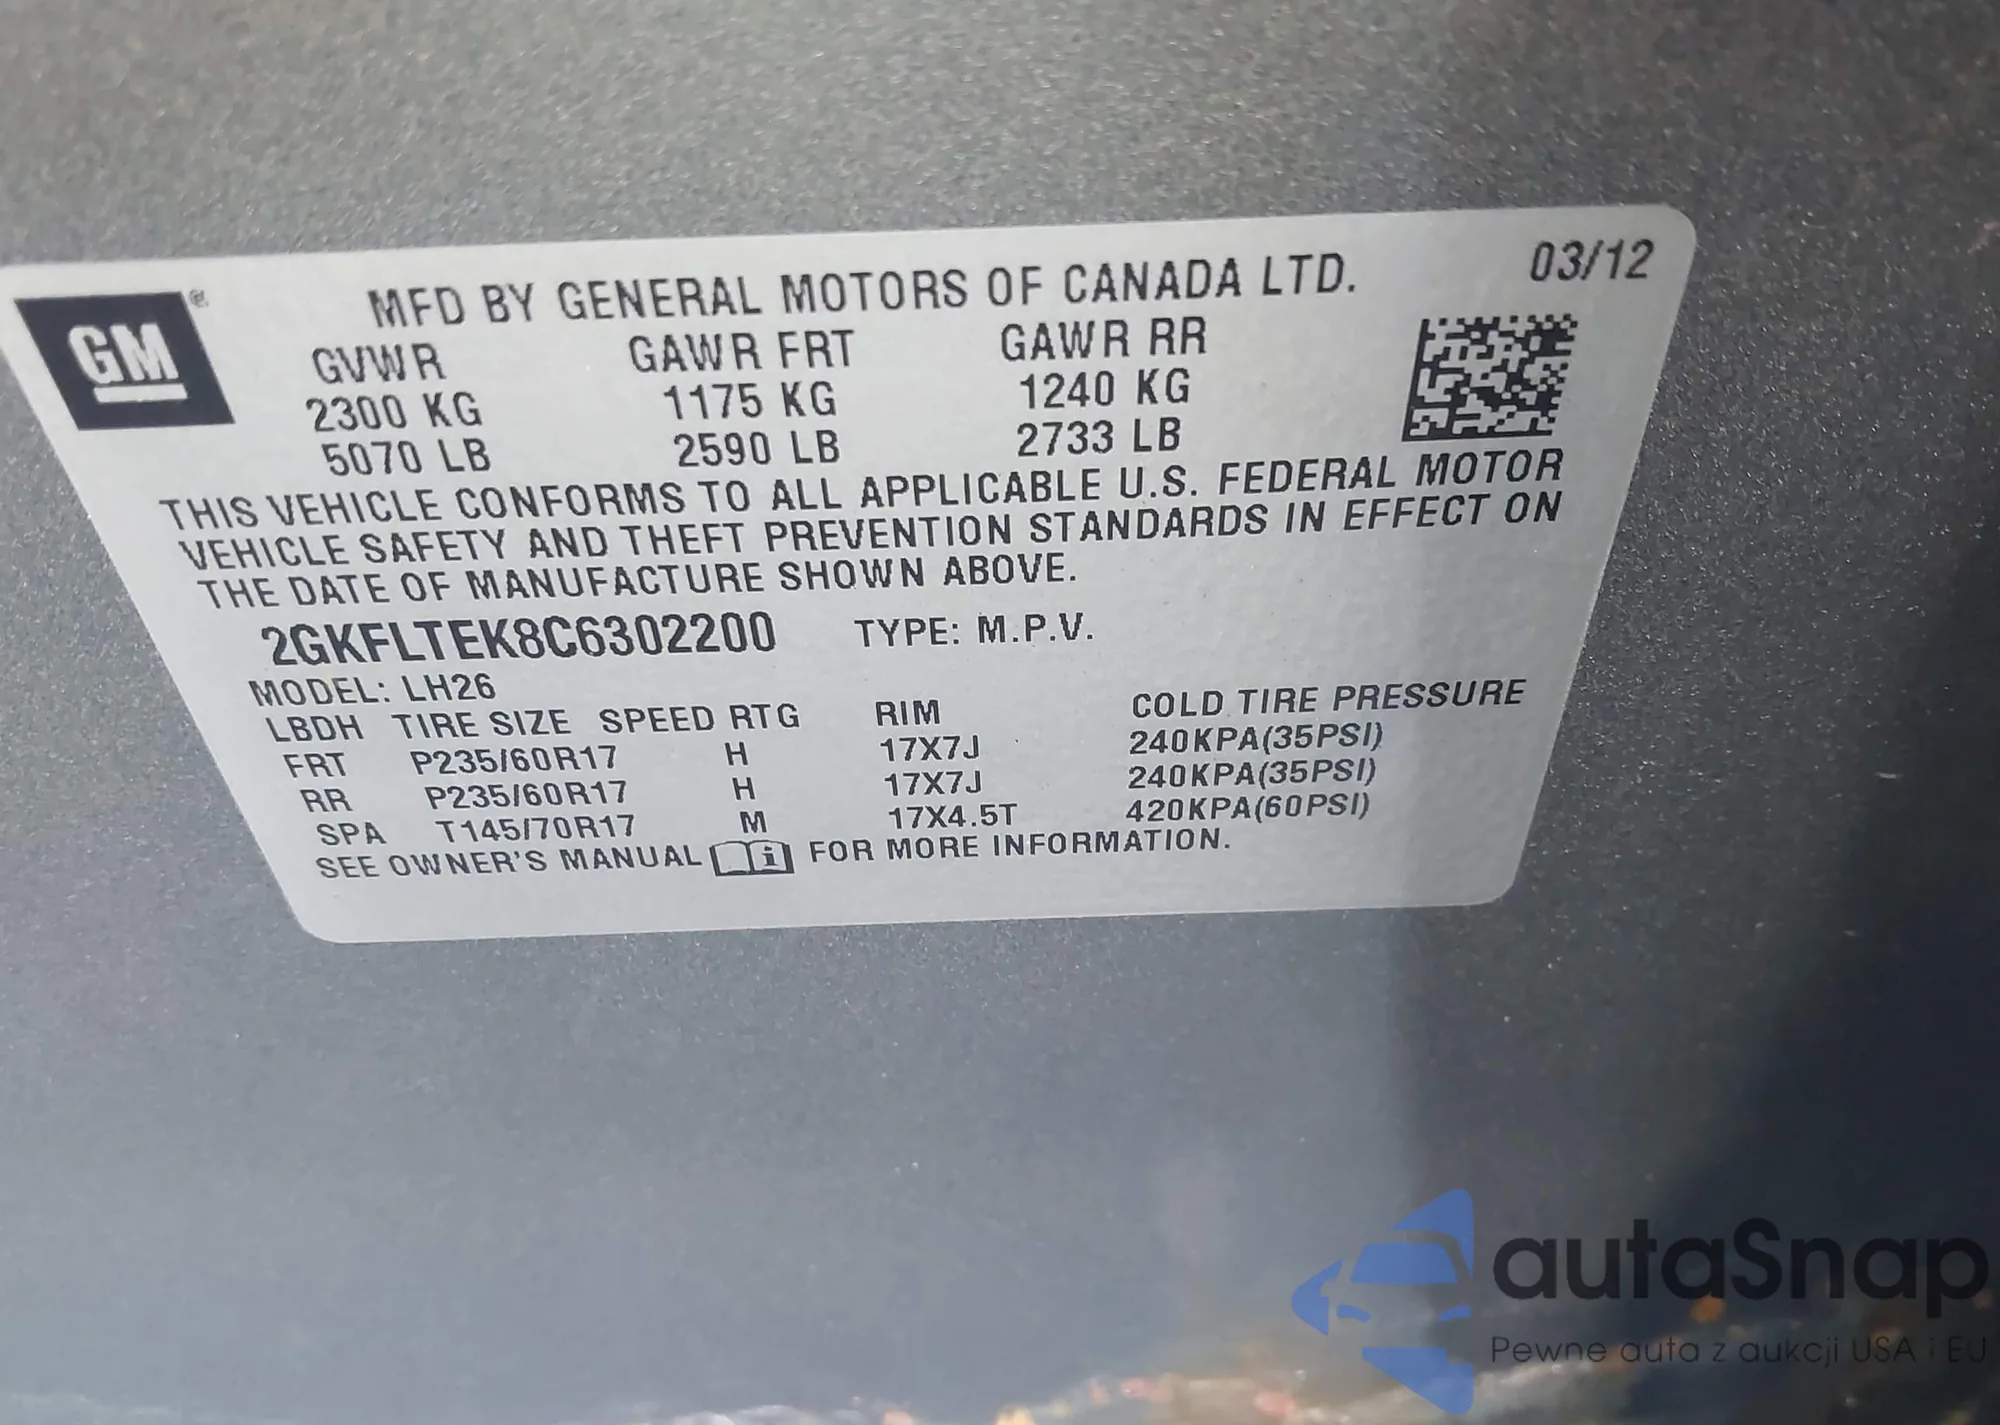 GM ®
MFD BY GENERAL MOTORS OF CANADA LTD. 03/12
GVWR GAWR FRT GAWR RR
2300 KG 1175 KG 1240 KG
5070 LB 2590 LB 2733 LB
THIS VEHICLE CONFORMS TO ALL APPLICABLE U.S. FEDERAL MOTOR
VEHICLE SAFETY AND THEFT PREVENTION STANDARDS IN EFFECT ON
THE DATE OF MANUFACTURE SHOWN ABOVE.
2GKFLTEK8C6302200 TYPE: M.P.V.
MODEL: LH26
LBDH TIRE SIZE SPEED RTG RIM COLD TIRE PRESSURE
FRT P235/60R17 H 17X7J 240KPA(35PSI)
RR P235/60R17 H 17X7J 240KPA(35PSI)
SPA T145/70R17 M 17X4.5T 420KPA(60PSI)
SEE OWNER'S MANUAL i FOR MORE INFORMATION.
autaSnap
Pewne auta z aukcji USA i EU